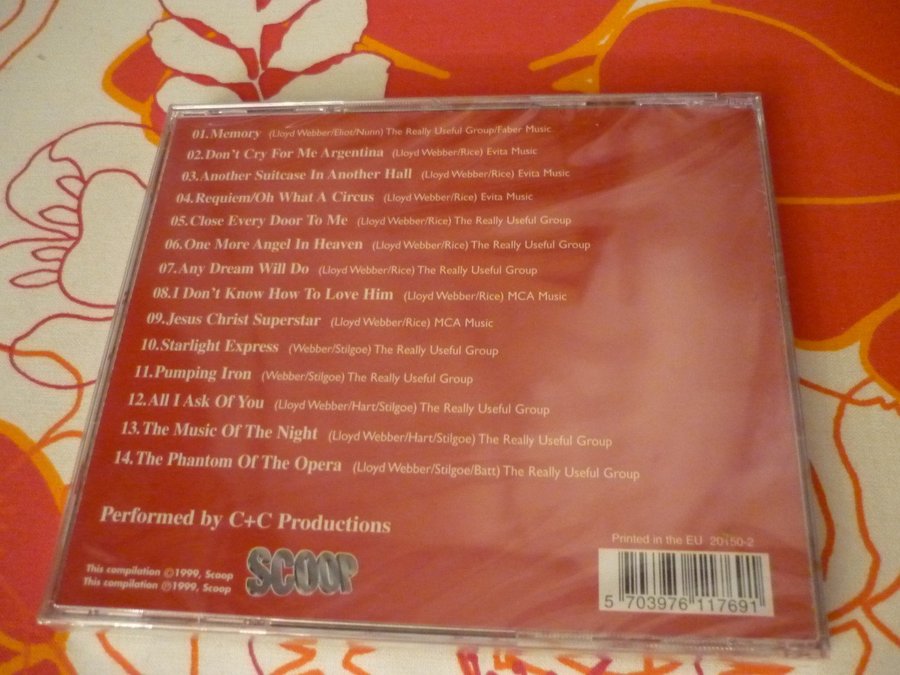 01.Memory (Lloyd Webber/Eliot/Nunn) The Really Useful Group/Faber Music
02.Don't Cry For Me Argentina (Lloyd Webber/Rice) Evita Music
03.Another Suitcase In Another Hall (Lloyd Webber/Rice) Evita Music
04.Requiem/Oh What A Circus (Lloyd Webber/Rice) Evita Music
05.Close Every Door To Me (Lloyd Webber/Rice) The Really Useful Group
06.One More Angel In Heaven (Lloyd Webber/Rice) The Really Useful Group
07.Any Dream Will Do (Lloyd Webber/Rice) The Really Useful Group
08.I Don't Know How To Love Him (Lloyd Webber/Rice) MCA Music
09.Jesus Christ Superstar (Lloyd Webber/Rice) MCA Music
10.Starlight Express (Webber/Stilgoe) The Really Useful Group
11.Pumping Iron (Webber/Stilgoe) The Really Useful Group
12.All I Ask Of You (Lloyd Webber/Hart/Stilgoe) The Really Useful Group
13.The Music Of The Night (Lloyd Webber/Hart/Stilgoe) The Really Useful Group
14.The Phantom Of The Opera (Lloyd Webber/Stilgoe/Batt) The Really Useful Group
Performed by C+C Productions
This compilation ©1999, Scoop
This compilation ℗1999, Scoop
SCOOP
Printed in the EU 20150-2
5 703976 117691